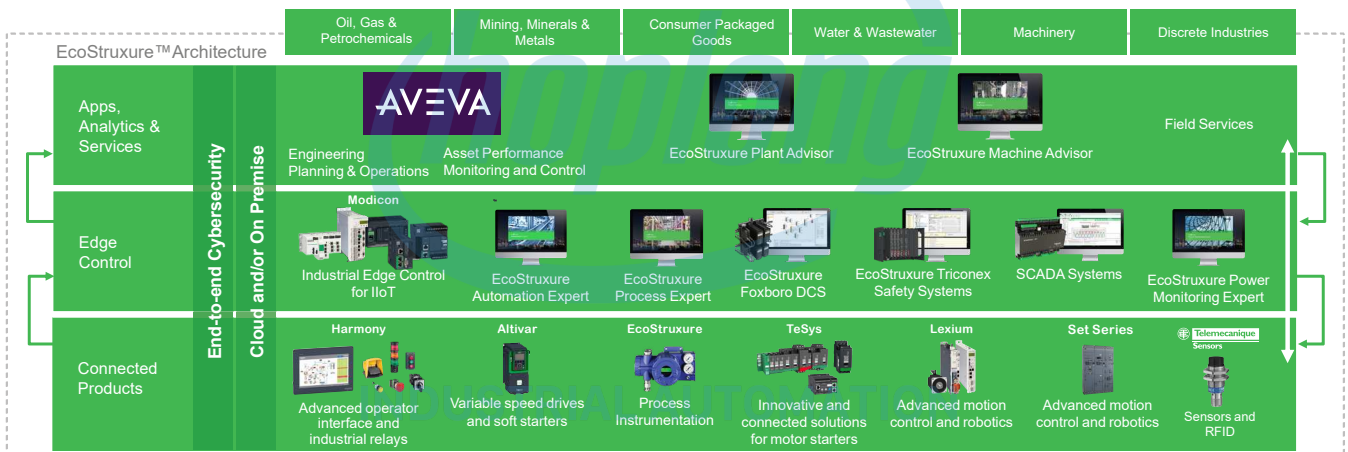 Oil, Gas &
Petrochemicals
Mining, Minerals &
Metals
Consumer Packaged
Goods
Water & Wastewater
Machinery
Discrete Industries
EcoStruxure™Architecture
hoplong
Apps,
Analytics &
Services
End-to-end Cybersecurity
Cloud and/or On Premise
AVEVA
Engineering
Planning & Operations
Asset Performance
Monitoring and Control
EcoStruxure Plant Advisor
EcoStruxure Machine Advisor
Field Services
Edge
Control
Modicon
Industrial Edge Control
for IIoT
EcoStruxure
Automation Expert
EcoStruxure
Process Expert
EcoStruxure
Foxboro DCS
EcoStruxure Triconex
Safety Systems
SCADA Systems
EcoStruxure Power
Monitoring Expert
Connected
Products
Harmony
Advanced operator
interface and
industrial relays
Altivar
Variable speed drives
and soft starters
EcoStruxure
Process
Instrumentation
TeSys
Innovative and
connected solutions
for motor starters
Lexium
Advanced motion
control and robotics
Set Series
Advanced motion
control and robotics
Telemecanique
Sensors
Sensors and
RFID
INDUSTRIAL AUTOMATION